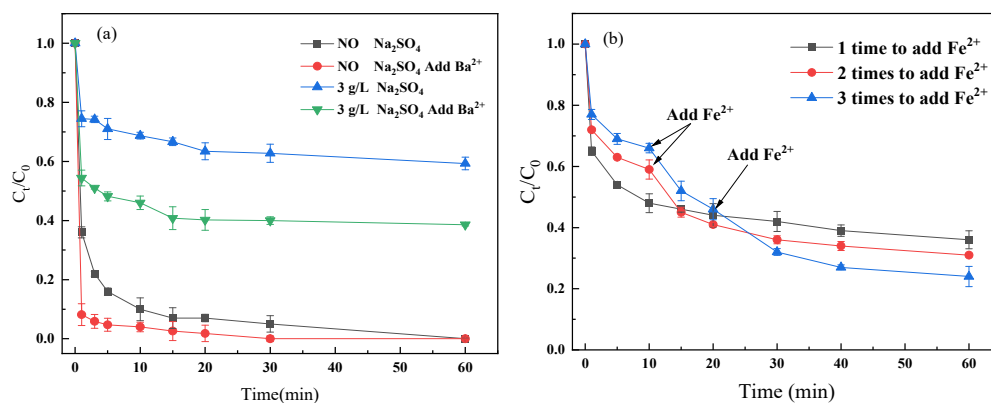 (a)
NO Na₂SO₄
NO Na₂SO₄ Add Ba²⁺
3 g/L Na₂SO₄
3 g/L Na₂SO₄ Add Ba²⁺
1.0
0.8
0.6
0.4
0.2
0.0
Cₜ/C₀
0 10 20 30 40 50 60
Time(min)
(b)
1 time to add Fe²⁺
2 times to add Fe²⁺
3 times to add Fe²⁺
Add Fe²⁺
Add Fe²⁺
1.0
0.8
0.6
0.4
0.2
0.0
Cₜ/C₀
0 10 20 30 40 50 60
Time (min)